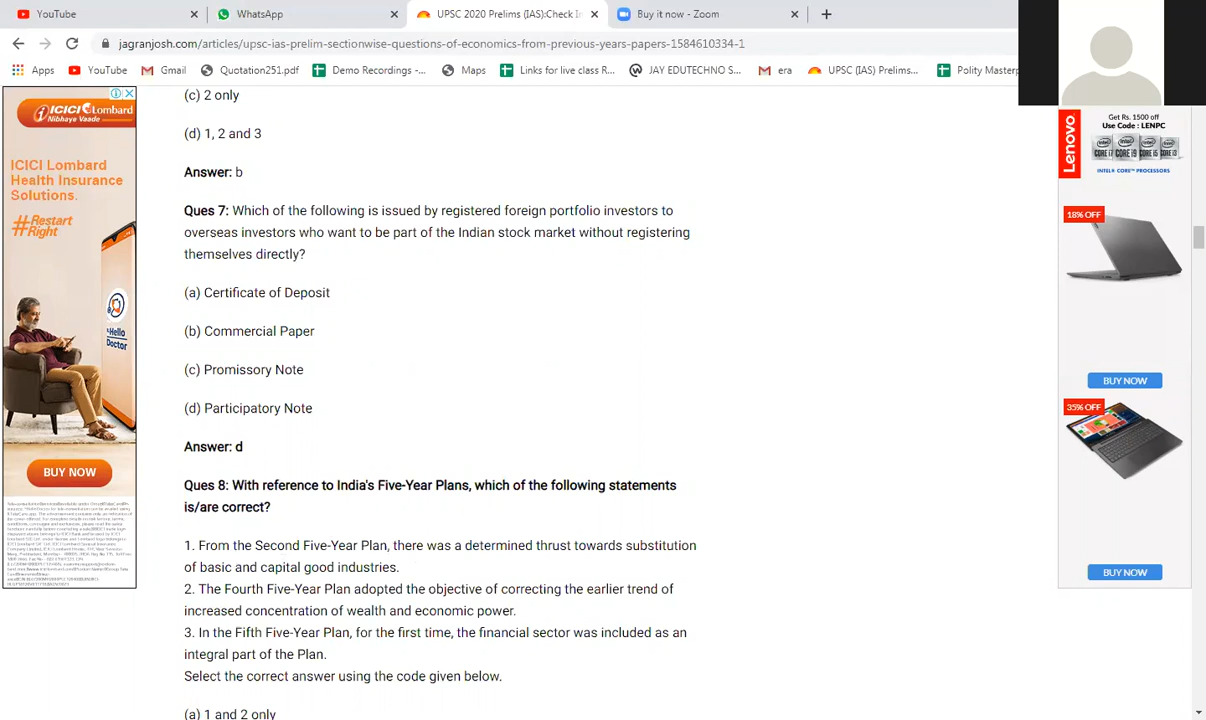 YouTube
WhatsApp
UPSC 2020 Prelims (IAS):Check In
Buy it now - Zoom
jagranjosh.com/articles/upsc-ias-prelim-sectionwise-questions-of-economics-from-previous-years-papers-1584610334-1
Apps
YouTube
Gmail
Quotation251.pdf
Demo Recordings -...
Maps
Links for live class R...
JAY EDUTECHNO S...
era
UPSC (IAS) Prelims...
Polity Masterp
ICICI Lombard
Nibhaye Vaade
ICICI Lombard
Health Insurance
Solutions.
#Restart
Right
Hello
Doctor
BUY NOW
(c) 2 only
(d) 1, 2 and 3
Answer: b
Ques 7: Which of the following is issued by registered foreign portfolio investors to
overseas investors who want to be part of the Indian stock market without registering
themselves directly?
(a) Certificate of Deposit
(b) Commercial Paper
(c) Promissory Note
(d) Participatory Note
Answer: d
Ques 8: With reference to India's Five-Year Plans, which of the following statements
is/are correct?
1. From the Second Five-Year Plan, there was a determined thrust towards substitution
of basic and capital good industries.
2. The Fourth Five-Year Plan adopted the objective of correcting the earlier trend of
increased concentration of wealth and economic power.
3. In the Fifth Five-Year Plan, for the first time, the financial sector was included as an
integral part of the Plan.
Select the correct answer using the code given below.
(a) 1 and 2 only
Lenovo
Get Rs. 1500 off
Use Code : LENPC
INTEL® CORE™ PROCESSORS
18% OFF
BUY NOW
35% OFF
BUY NOW